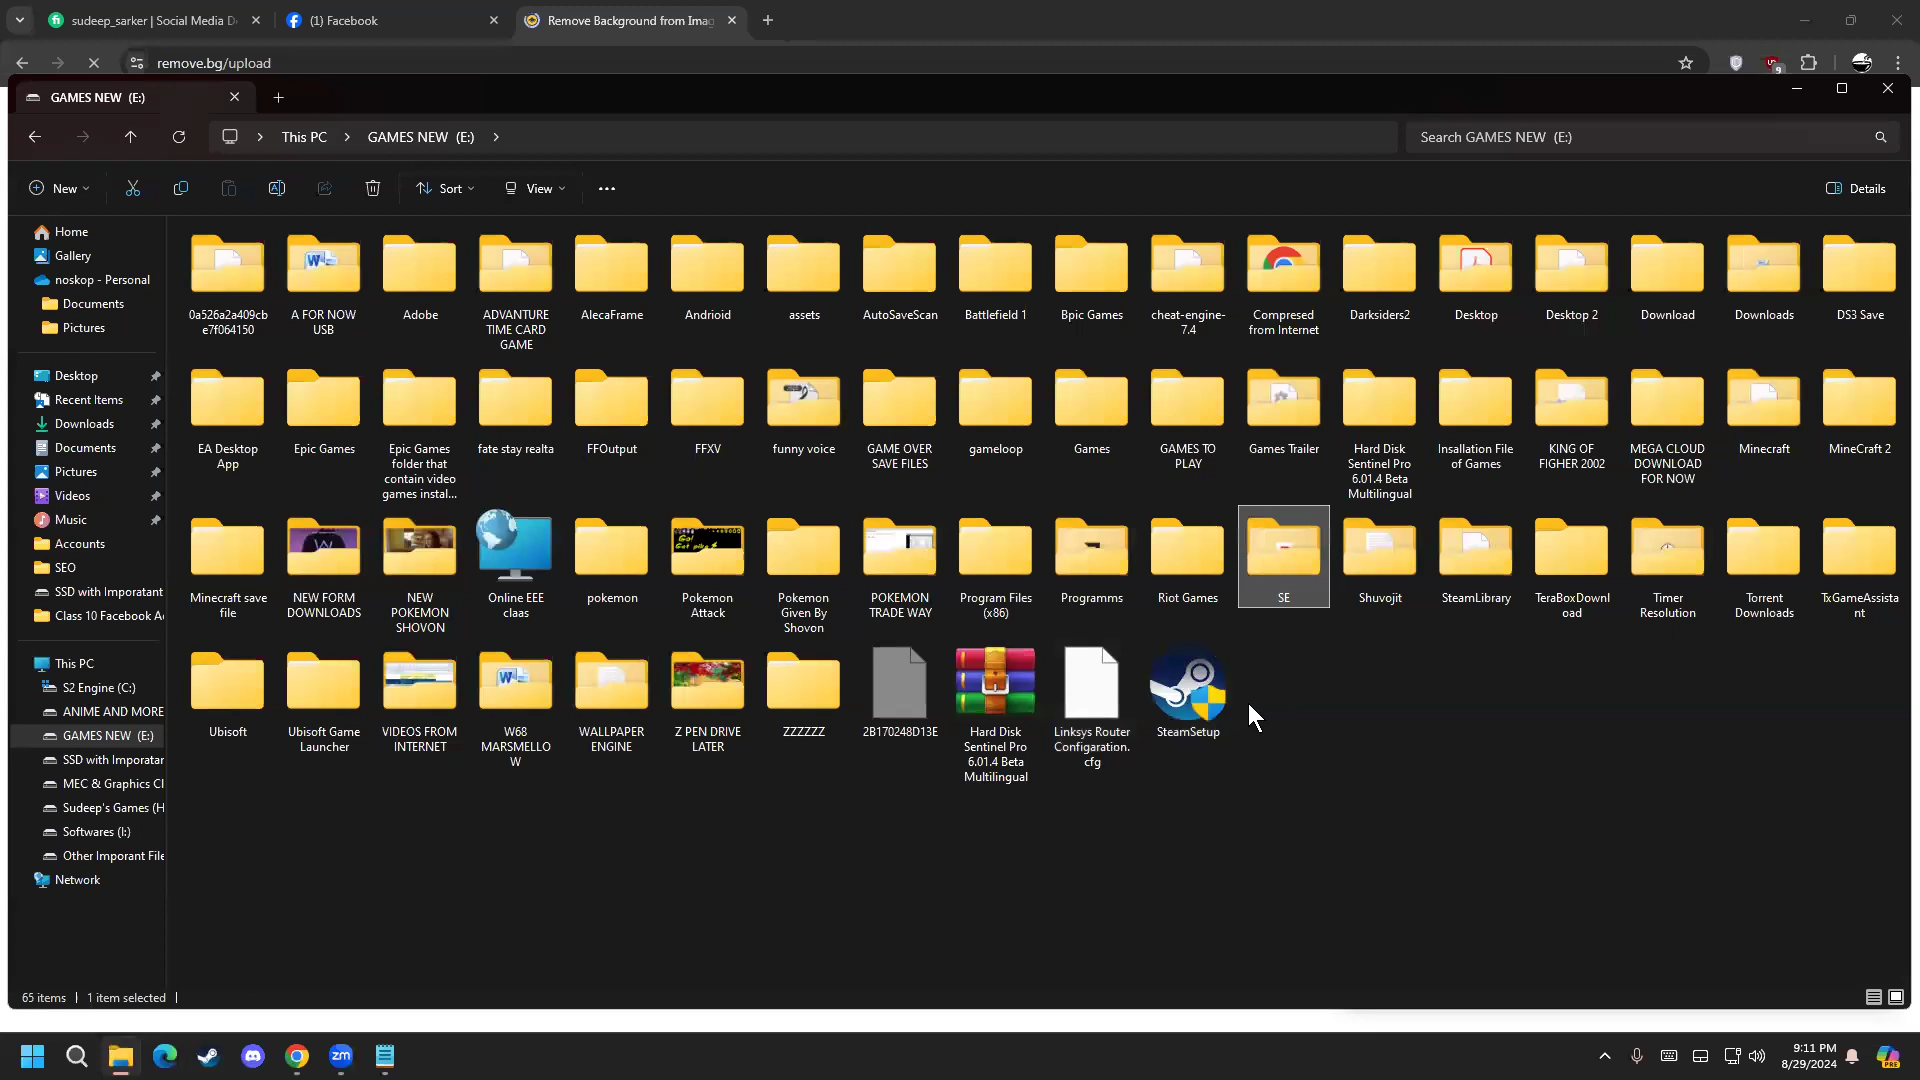 sudeep_sarker | Social Media D
(1) Facebook
Remove Background from Imag
remove.bg/upload
9
GAMES NEW (E:)
This PC
GAMES NEW (E:)
Search GAMES NEW (E:)
New
Sort
View
Details
Home
Gallery
noskop - Personal
Documents
Pictures
Desktop
Recent Items
Downloads
Documents
Pictures
Videos
Music
Accounts
SEO
SSD with Imporatant
Class 10 Facebook Ac
This PC
S2 Engine (C:)
ANIME AND MORE
GAMES NEW (E:)
SSD with Imporatan
MEC & Graphics Cl
Sudeep's Games (H
Softwares (I:)
Other Imporant File
Network
0a526a2a409cb
e7f064150
A FOR NOW
USB
Adobe
ADVANTURE
TIME CARD
GAME
AlecaFrame
Andrioid
assets
AutoSaveScan
Battlefield 1
Bpic Games
cheat-engine-
7.4
Compresed
from Internet
Darksiders2
Desktop
Desktop 2
Download
Downloads
DS3 Save
EA Desktop
App
Epic Games
Epic Games
folder that
contain video
games instal...
fate stay realta
FFOutput
FFXV
funny voice
GAME OVER
SAVE FILES
gameloop
Games
GAMES TO
PLAY
Games Trailer
Hard Disk
Sentinel Pro
6.01.4 Beta
Multilingual
Insallation File
of Games
KING OF
FIGHER 2002
MEGA CLOUD
DOWNLOAD
FOR NOW
Minecraft
MineCraft 2
Minecraft save
file
NEW FORM
DOWNLOADS
NEW
POKEMON
SHOVON
Online EEE
claas
pokemon
Pokemon
Attack
Pokemon
Given By
Shovon
POKEMON
TRADE WAY
Program Files
(x86)
Programms
Riot Games
SE
Shuvojit
SteamLibrary
TeraBoxDownl
oad
Timer
Resolution
Torrent
Downloads
TxGameAssista
nt
Ubisoft
Ubisoft Game
Launcher
VIDEOS FROM
INTERNET
W68
MARSMELLO
W
WALLPAPER
ENGINE
Z PEN DRIVE
LATER
ZZZZZZ
2B170248D13E
Hard Disk
Sentinel Pro
6.01.4 Beta
Multilingual
Linksys Router
Configaration.
cfg
SteamSetup
65 items
1 item selected
zm
9:11 PM
8/29/2024
PRE